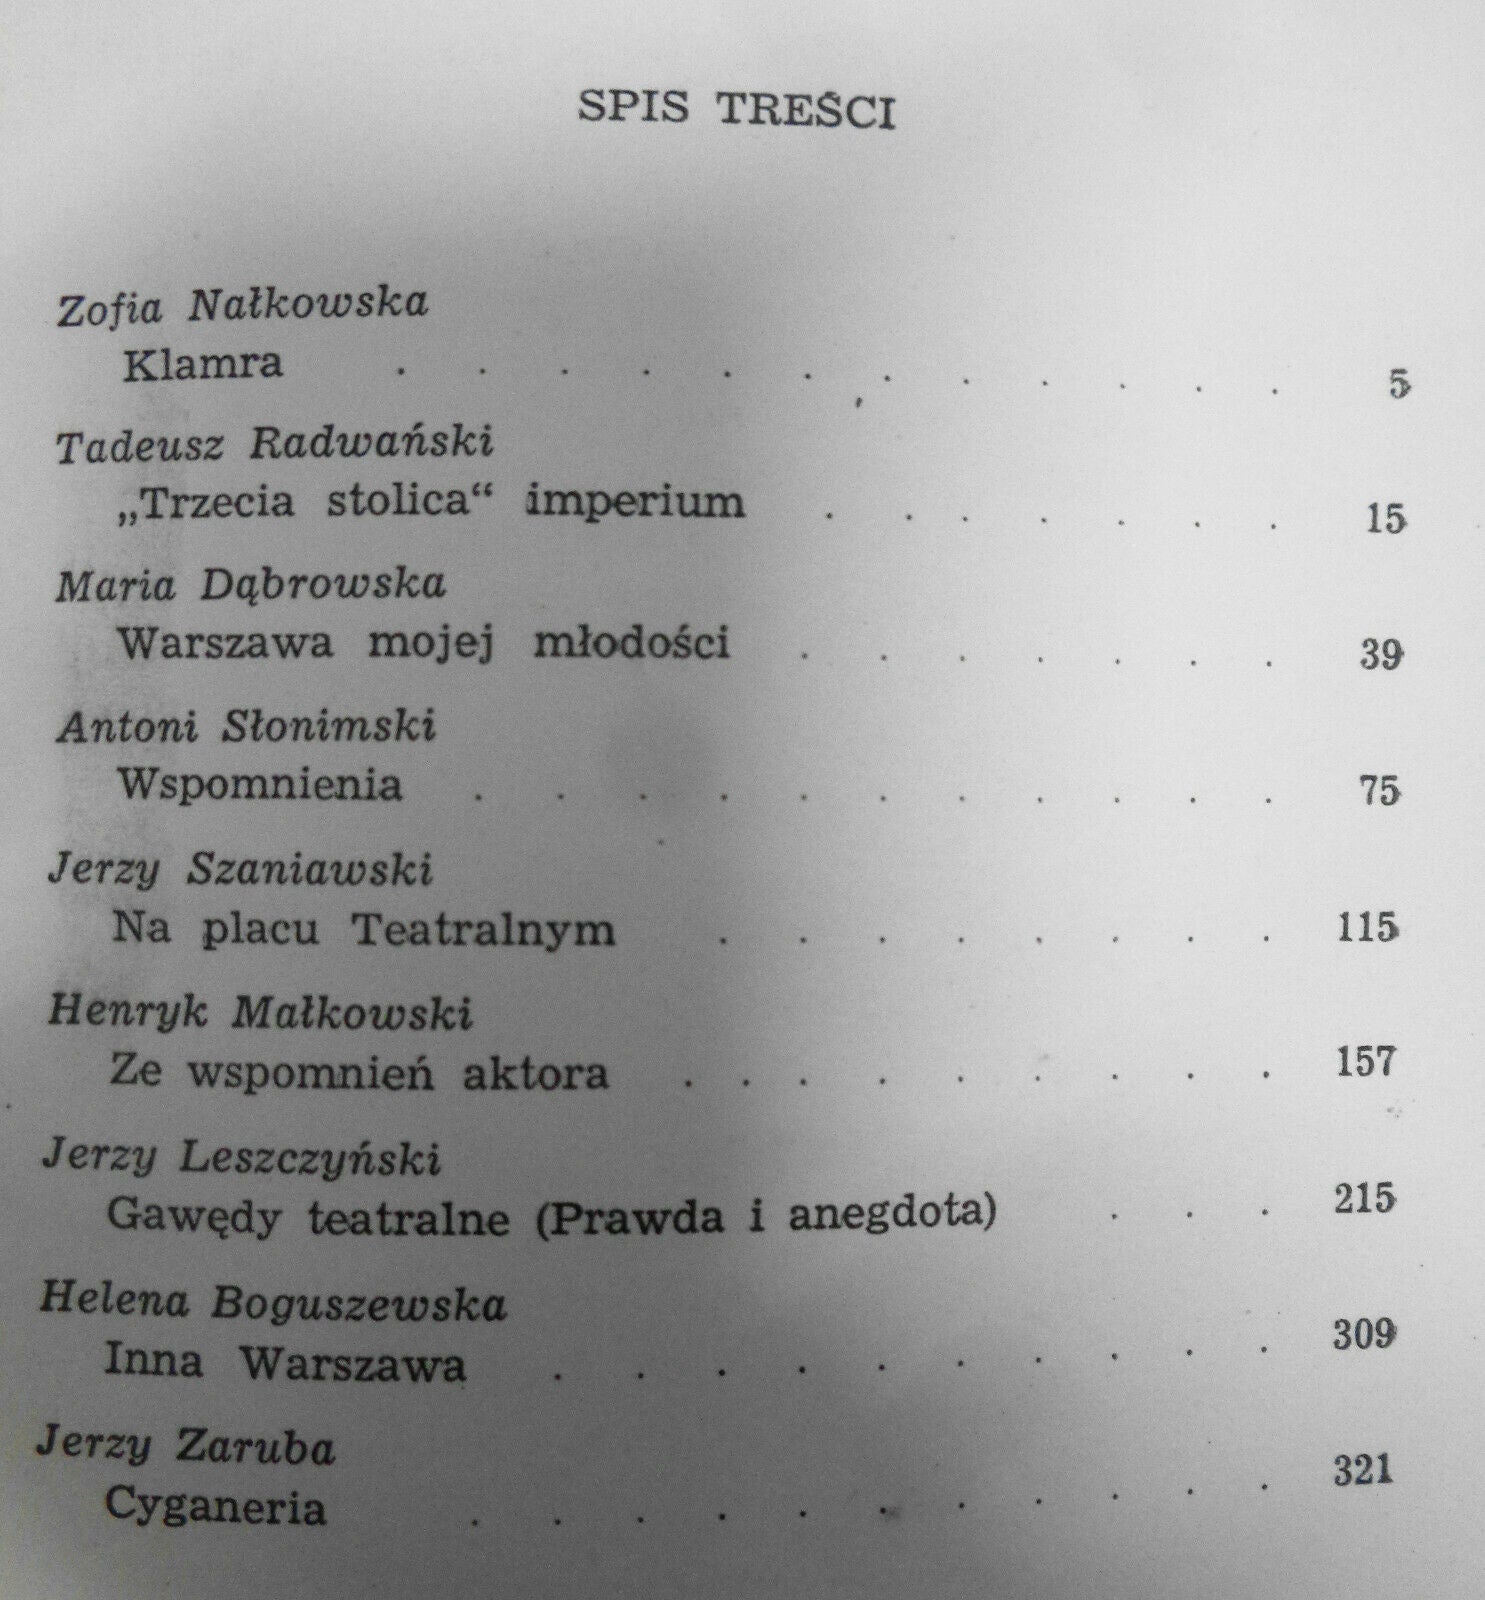 SPIS TREŚCI
Zofia Nałkowska
Klamra . . . . . . . . . . . . 5
Tadeusz Radwański
„Trzecia stolica“ imperium . . . . . . . 15
Maria Dąbrowska
Warszawa mojej młodości . . . . . . . 39
Antoni Słonimski
Wspomnienia . . . . . . . . . . . 75
Jerzy Szaniawski
Na placu Teatralnym . . . . . . . . 115
Henryk Małkowski
Ze wspomnień aktora . . . . . . . . . 157
Jerzy Leszczyński
Gawędy teatralne (Prawda i anegdota) . . . 215
Helena Boguszewska
Inna Warszawa . . . . . . . . . . 309
Jerzy Zaruba
Cyganeria . . . . . . . . . . . 321